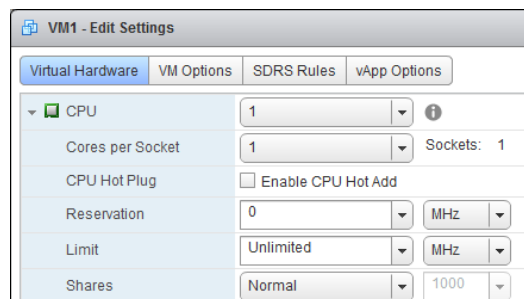 VM1 - Edit Settings
Virtual Hardware VM Options SDRS Rules vApp Options
CPU 1
Cores per Socket 1 Sockets: 1
CPU Hot Plug Enable CPU Hot Add
Reservation 0 MHz
Limit Unlimited MHz
Shares Normal 1000